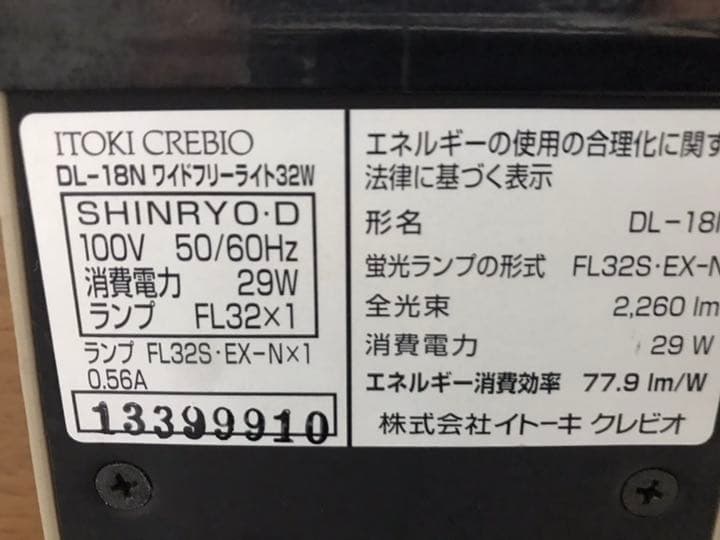 ITOKI CREBIO
DL-18N ワイドフリーライト32W
SHINRYO・D
100V 50/60Hz
消費電力 29W
ランプ FL32×1
ランプ FL32S・EX-N×1
0.56A
13399910
エネルギーの使用の合理化に関す
法律に基づく表示
形名 DL-18N
蛍光ランプの形式 FL32S・EX-N
全光束 2,260 lm
消費電力 29 W
エネルギー消費効率 77.9 lm/W
株式会社イトーキ クレビオ